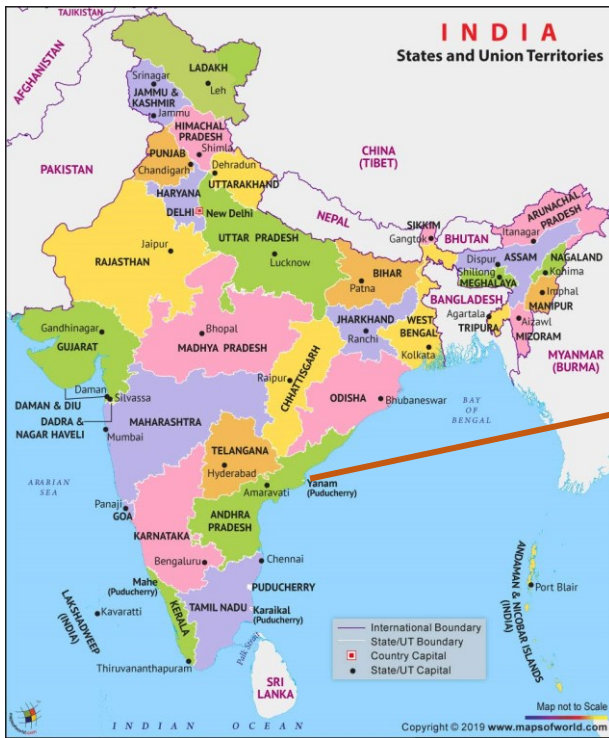 INDIA
States and Union Territories
TAJIKISTAN
AFGHANISTAN
PAKISTAN
CHINA
(TIBET)
NEPAL
BHUTAN
BANGLADESH
MYANMAR
(BURMA)
SRI
LANKA
LADAKH
Leh
Srinagar
JAMMU &
KASHMIR
Jammu
HIMACHAL
PRADESH
Shimla
PUNJAB
Chandigarh
Dehradun
UTTARAKHAND
HARYANA
DELHI
New Delhi
UTTAR PRADESH
Lucknow
Jaipur
RAJASTHAN
BIHAR
Patna
SIKKIM
Gangtok
ARUNACHAL
PRADESH
Itanagar
Dispur
ASSAM
NAGALAND
Kohima
Shillong
MEGHALAYA
Imphal
MANIPUR
Agartala
TRIPURA
Aizawl
MIZORAM
WEST
BENGAL
Kolkata
JHARKHAND
Ranchi
Gandhinagar
GUJARAT
Bhopal
MADHYA PRADESH
Raipur
CHHATTISGARH
ODISHA
Bhubaneswar
Daman
Silvassa
DAMAN & DIU
DADRA &
NAGAR HAVELI
Mumbai
MAHARASHTRA
TELANGANA
Hyderabad
Yanam
(Puducherry)
Amaravati
ANDHRA
PRADESH
Panaji
GOA
KARNATAKA
Bengaluru
Chennai
Mahe
(Puducherry)
PUDUCHERRY
TAMIL NADU
Karaikal
(Puducherry)
KERALA
Thiruvananthapuram
LAKSHADWEEP
(INDIA)
Kavaratti
ANDAMAN & NICOBAR ISLANDS
(INDIA)
Port Blair
ARABIAN
SEA
BAY
OF
BENGAL
Palk Strait
INDIAN OCEAN
International Boundary
State/UT Boundary
Country Capital
State/UT Capital
Map not to Scale
Copyright © 2019 www.mapsofworld.com